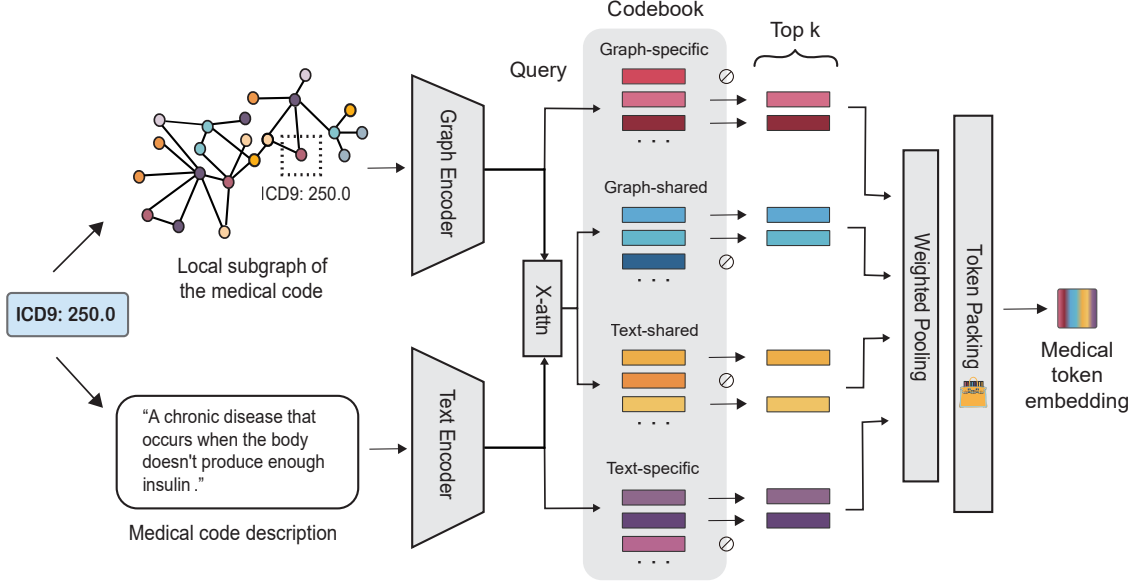 ICD9: 250.0
ICD9: 250.0
Local subgraph of
the medical code
“A chronic disease that
occurs when the body
doesn't produce enough
insulin .”
Medical code description
Graph Encoder
Text Encoder
Query
X-attn
Codebook
Graph-specific
. . .
Graph-shared
. . .
Text-shared
. . .
Text-specific
. . .
Top k
Weighted Pooling
Token Packing
Medical
token
embedding